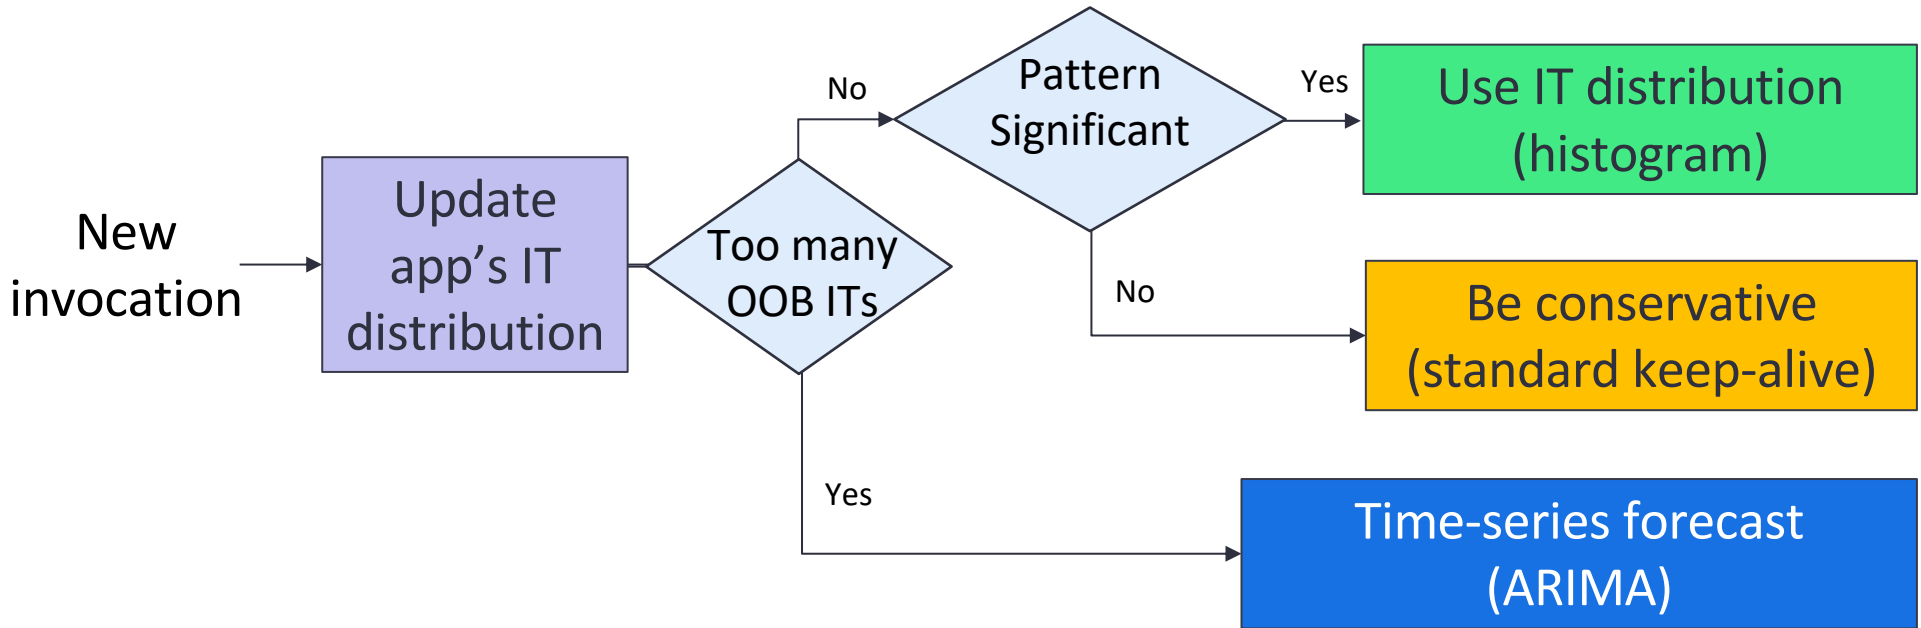 New
invocation
Update
app’s IT
distribution
Too many
OOB ITs
No
Pattern
Significant
Yes
Use IT distribution
(histogram)
No
Be conservative
(standard keep-alive)
Yes
Time-series forecast
(ARIMA)